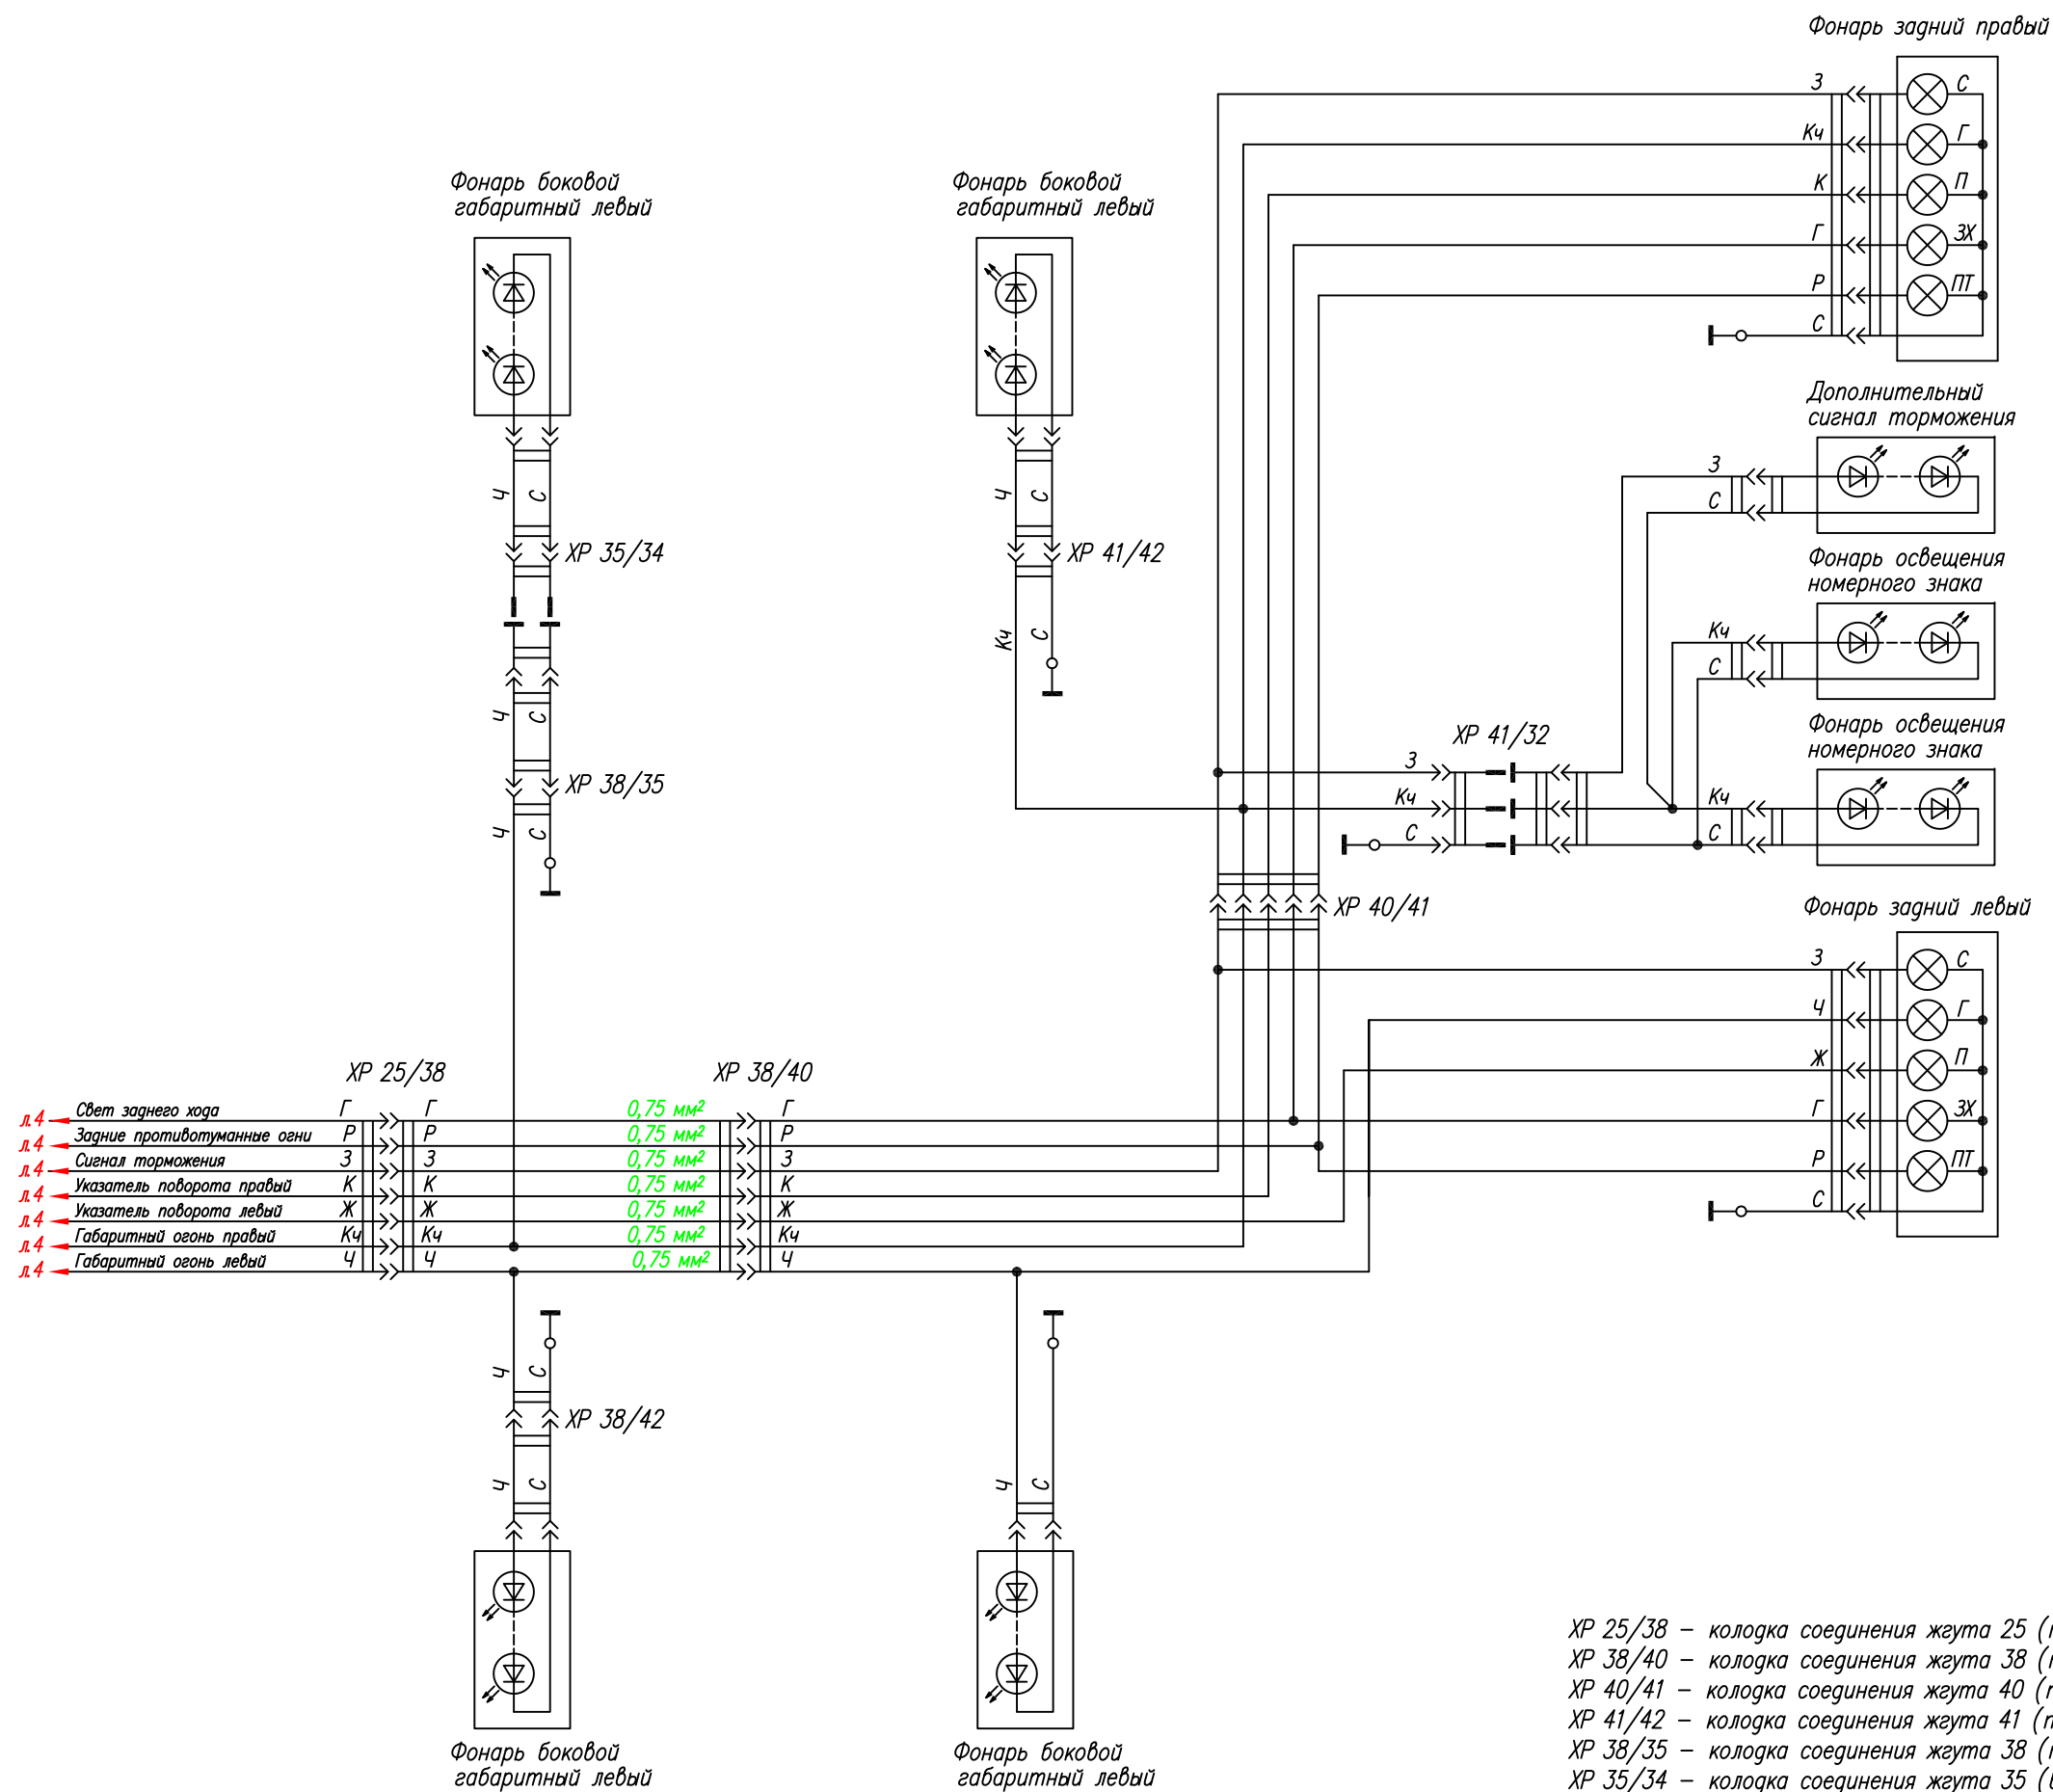 Фонарь задний правый
З
С
Кч
Г
К
П
Г
ЗХ
Р
ПТ
С
Фонарь боковой
габаритный левый
Фонарь боковой
габаритный левый
Ч С
ХР 35/34
Ч С
ХР 41/42
Кч С
Ч С
ХР 38/35
Ч С
Дополнительный
сигнал торможения
З
С
Фонарь освещения
номерного знака
Кч
С
Фонарь освещения
номерного знака
Кч
С
ХР 41/32
З
Кч
С
ХР 40/41
Фонарь задний левый
З
С
Ч
Г
Ж
П
Г
ЗХ
Р
ПТ
С
ХР 25/38
ХР 38/40
л.4 Свет заднего хода Г Г 0,75 мм² Г
л.4 Задние противотуманные огни Р Р 0,75 мм² Р
л.4 Сигнал торможения З З 0,75 мм² З
л.4 Указатель поворота правый К К 0,75 мм² К
л.4 Указатель поворота левый Ж Ж 0,75 мм² Ж
л.4 Габаритный огонь правый Кч Кч 0,75 мм² Кч
л.4 Габаритный огонь левый Ч Ч 0,75 мм² Ч
Ч С
ХР 38/42
Ч С
Ч С
Фонарь боковой
габаритный левый
Фонарь боковой
габаритный левый
ХР 25/38 – колодка соединения жгута 25 (
ХР 38/40 – колодка соединения жгута 38 (
ХР 40/41 – колодка соединения жгута 40 (
ХР 41/42 – колодка соединения жгута 41 (
ХР 38/35 – колодка соединения жгута 38 (
ХР 35/34 – колодка соединения жгута 35 (